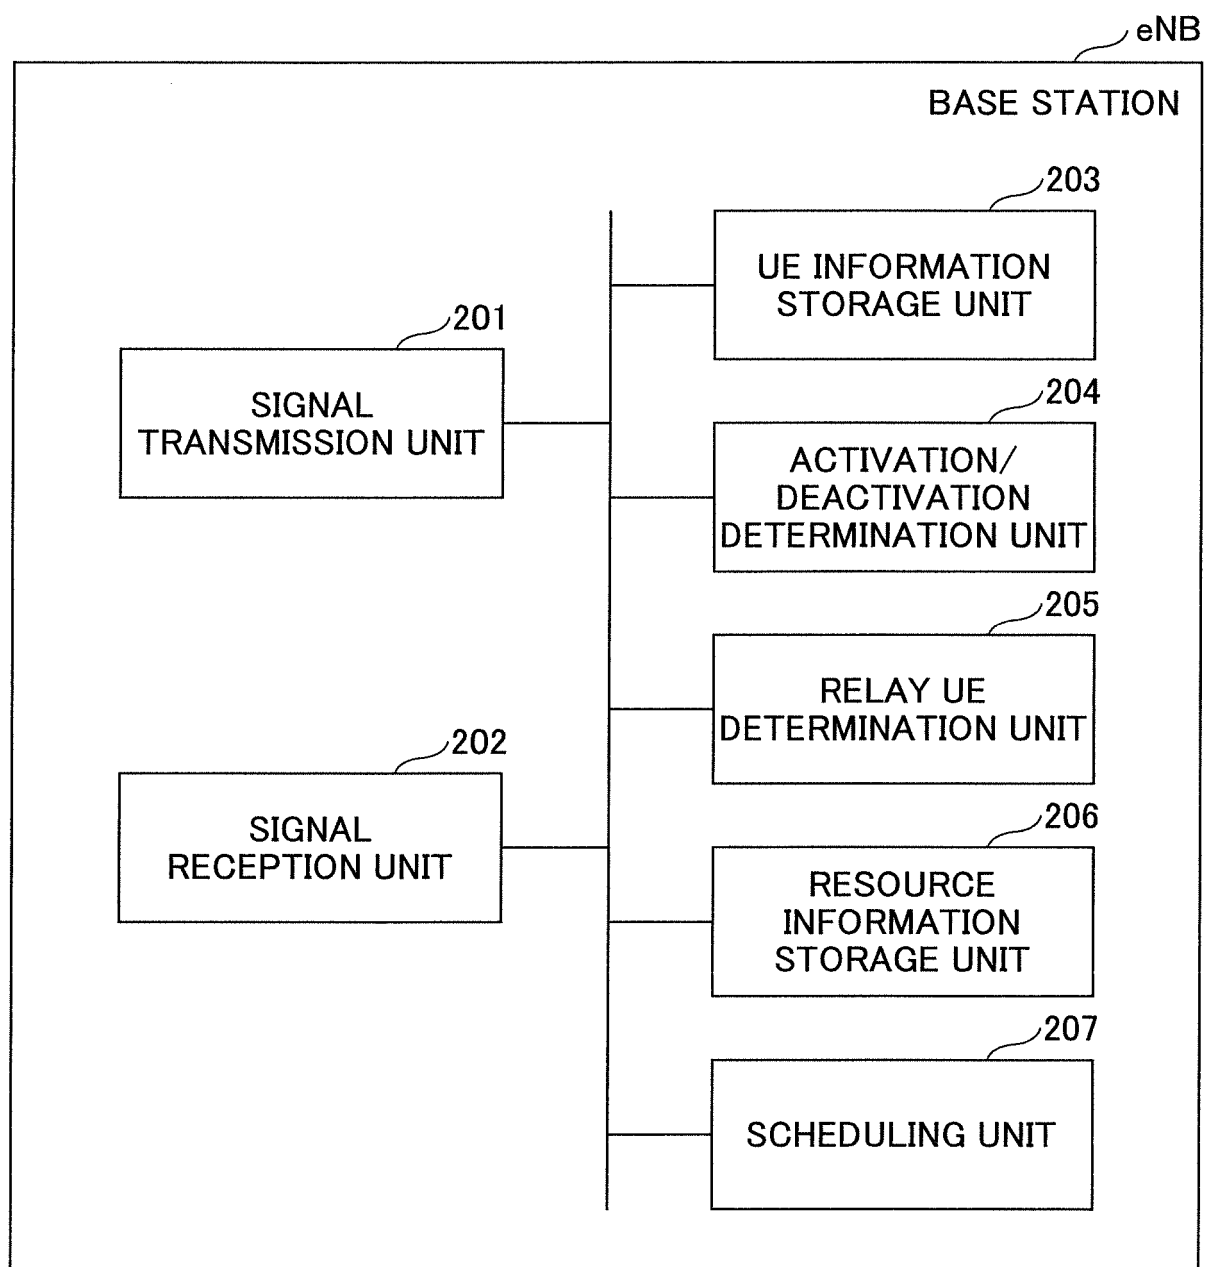 eNB
BASE STATION
203
UE INFORMATION
STORAGE UNIT
201
SIGNAL
TRANSMISSION UNIT
204
ACTIVATION/
DEACTIVATION
DETERMINATION UNIT
205
RELAY UE
DETERMINATION UNIT
202
SIGNAL
RECEPTION UNIT
206
RESOURCE
INFORMATION
STORAGE UNIT
207
SCHEDULING UNIT